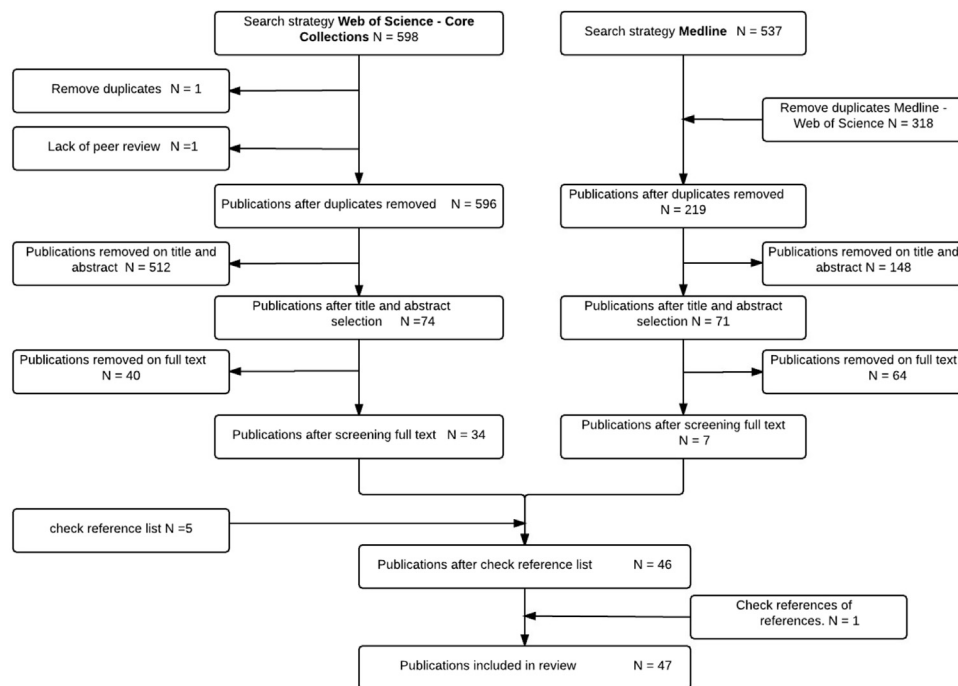 Search strategy Web of Science - Core
Collections N = 598
Search strategy Medline N = 537
Remove duplicates N = 1
Remove duplicates Medline -
Web of Science N = 318
Lack of peer review N =1
Publications after duplicates removed N = 596
Publications after duplicates removed
N = 219
Publications removed on title and
abstract N = 512
Publications removed on title and
abstract N = 148
Publications after title and abstract
selection N =74
Publications after title and abstract
selection N = 71
Publications removed on full text
N = 40
Publications removed on full text
N = 64
Publications after screening full text N = 34
Publications after screening full text
N = 7
check reference list N =5
Publications after check reference list N = 46
Check references of
references. N = 1
Publications included in review N = 47